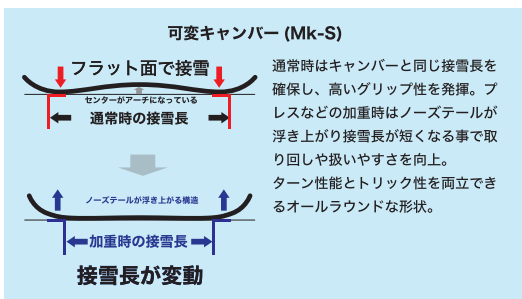 可変キャンバー (Mk-S)
フラット面で接雪
センターがアーチになっている
通常時の接雪長
ノーズテールが浮き上がる構造
加重時の接雪長
接雪長が変動
通常時はキャンバーと同じ接雪長を
確保し、高いグリップ性を発揮。プ
レスなどの加重時はノーズテールが
浮き上がり接雪長が短くなる事で取
り回しや扱いやすさを向上。
ターン性能とトリック性を両立でき
るオールラウンドな形状。